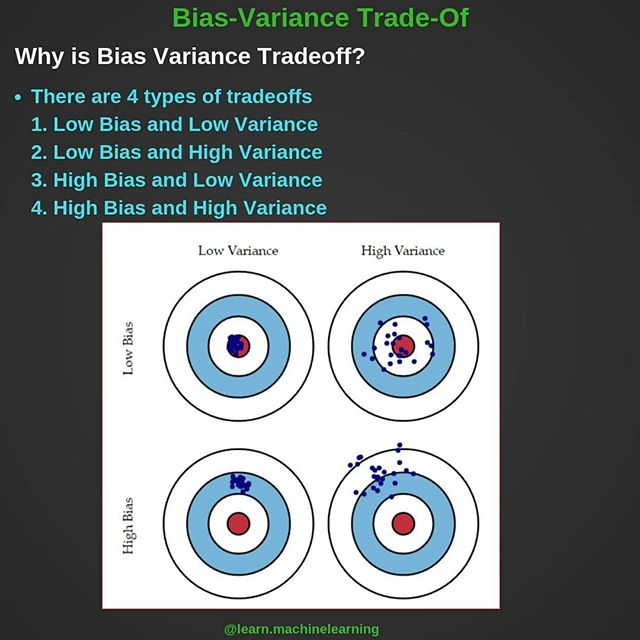 Bias-Variance Trade-Of
Why is Bias Variance Tradeoff?
• There are 4 types of tradeoffs
1. Low Bias and Low Variance
2. Low Bias and High Variance
3. High Bias and Low Variance
4. High Bias and High Variance
Low Variance
High Variance
Low Bias
High Bias
@learn.machinelearning